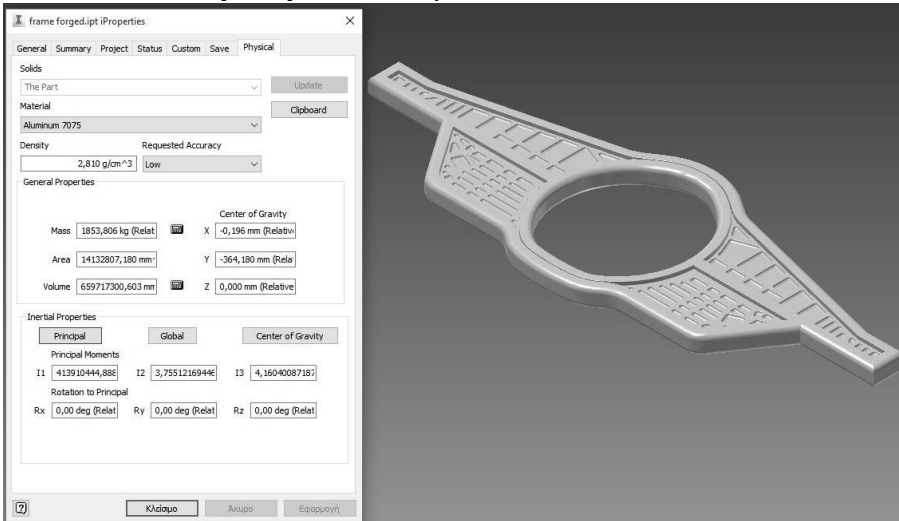 frame forged.ipt iProperties
General Summary Project Status Custom Save Physical
Solids
The Part
Update
Material
Clipboard
Aluminum 7075
Density Requested Accuracy
2,810 g/cm^3 Low
General Properties
Center of Gravity
Mass 1853,806 kg (Relat X -0,196 mm (Relativ
Area 14132807,180 mm Y -364,180 mm (Rela
Volume 659717300,603 mm Z 0,000 mm (Relative
Inertial Properties
Principal Global Center of Gravity
Principal Moments
I1 413910444,888 I2 3,7551216944 I3 4,1604008718
Rotation to Principal
Rx 0,00 deg (Relat Ry 0,00 deg (Relat Rz 0,00 deg (Relat
Κλείσιμο Άκυρο Εφαρμογή